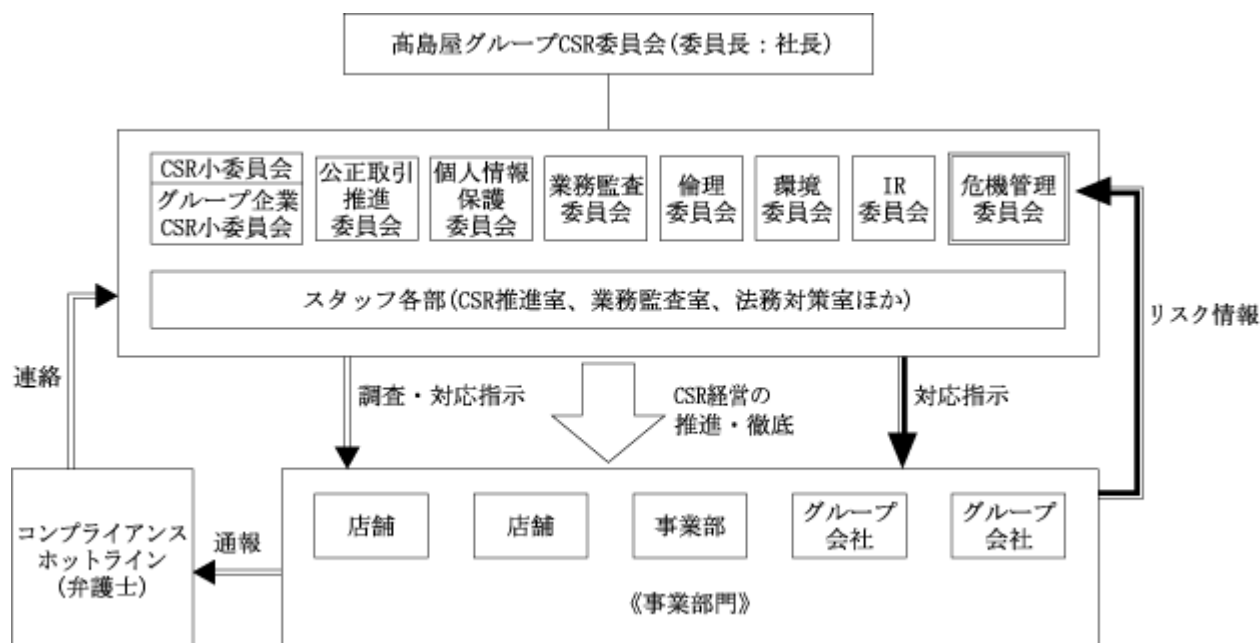 髙島屋グループCSR委員会(委員長：社長)
CSR小委員会
グループ企業
CSR小委員会
公正取引
推進
委員会
個人情報
保護
委員会
業務監査
委員会
倫理
委員会
環境
委員会
IR
委員会
危機管理
委員会
スタッフ各部(CSR推進室、業務監査室、法務対策室ほか)
リスク情報
連絡
調査・対応指示
CSR経営の
推進・徹底
対応指示
コンプライアンス
ホットライン
(弁護士)
通報
店舗
店舗
事業部
グループ
会社
グループ
会社
《事業部門》